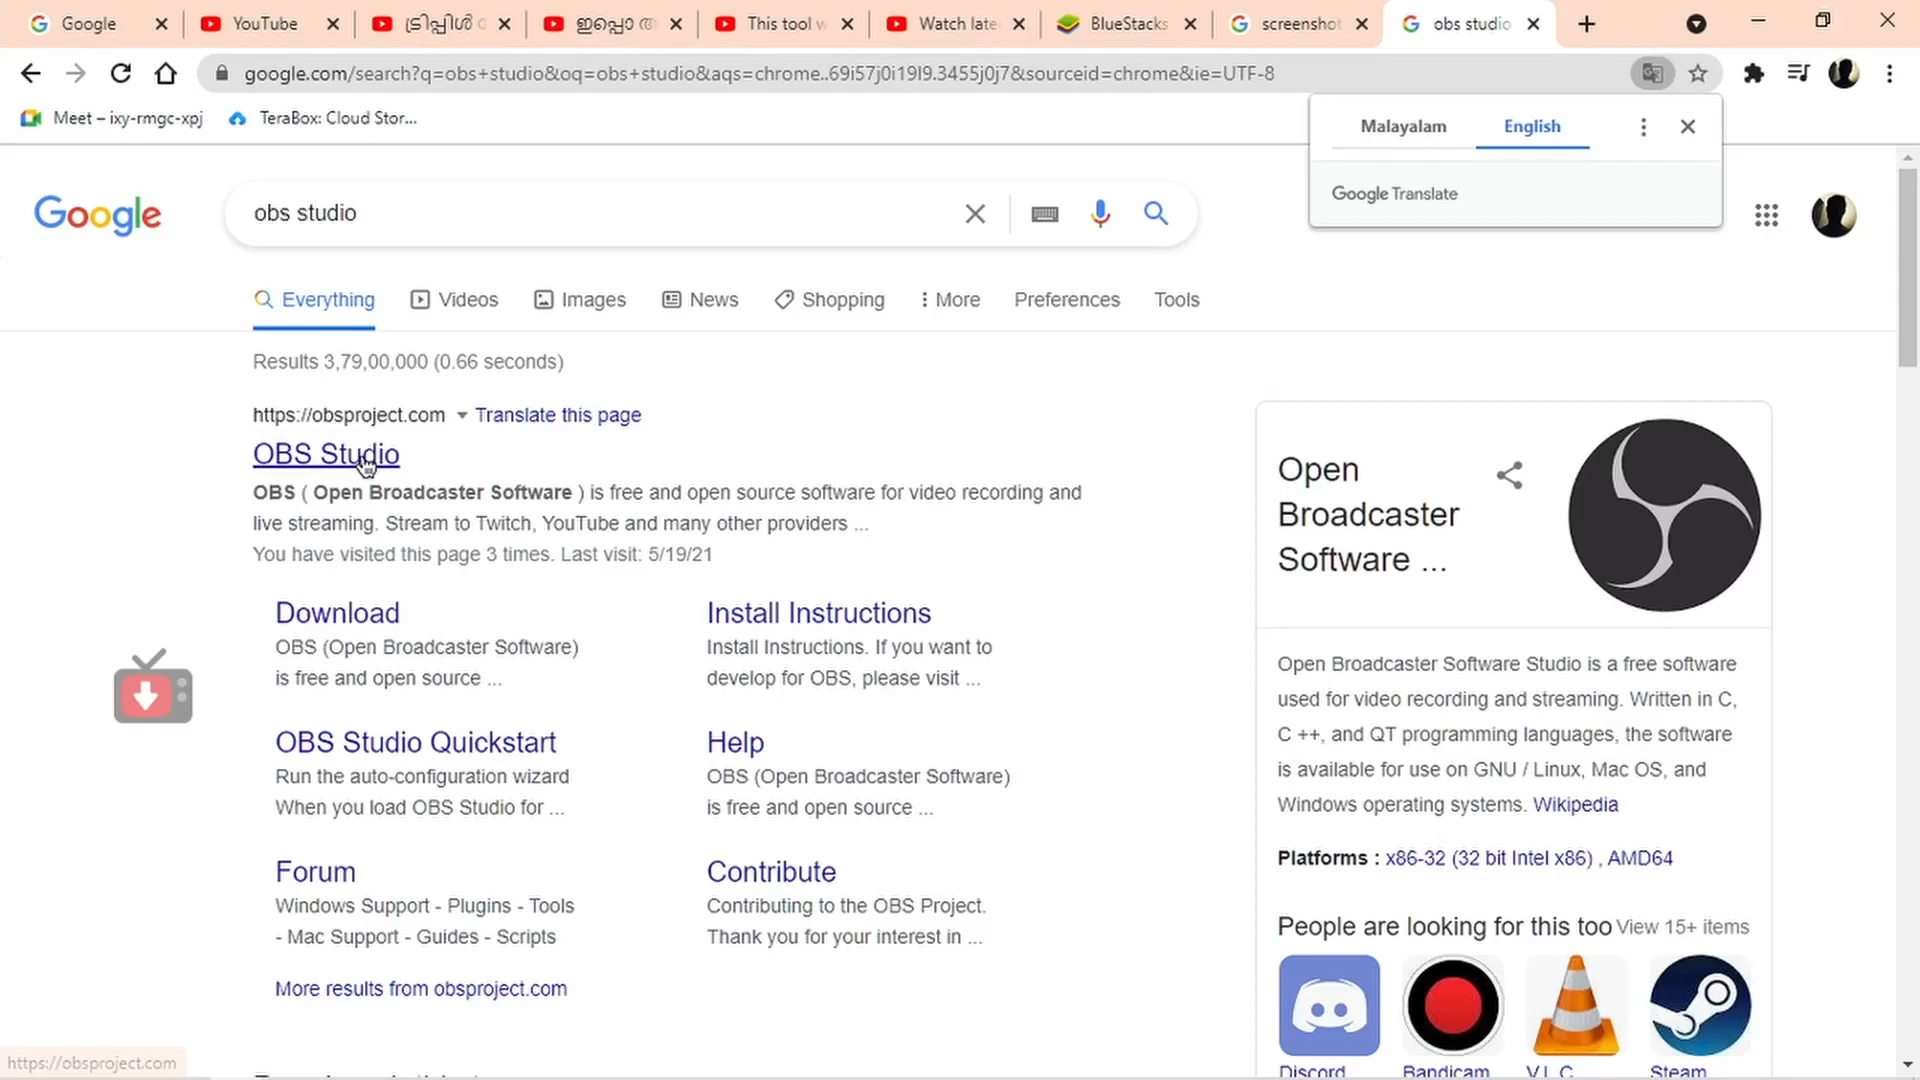 Google
YouTube
ട്രിപ്പിൾ
ഇപ്പൊ
This tool
Watch late
BlueStacks
screenshot
obs studio
google.com/search?q=obs+studio&oq=obs+studio&aqs=chrome..69i57j0i19l9.3455j0j7&sourceid=chrome&ie=UTF-8
Meet – ixy-rmgc-xpj
TeraBox: Cloud Stor...
Malayalam
English
Google Translate
Google
obs studio
Everything
Videos
Images
News
Shopping
More
Preferences
Tools
Results 3,79,00,000 (0.66 seconds)
https://obsproject.com
Translate this page
OBS Studio
OBS ( Open Broadcaster Software ) is free and open source software for video recording and
live streaming. Stream to Twitch, YouTube and many other providers ...
You have visited this page 3 times. Last visit: 5/19/21
Download
OBS (Open Broadcaster Software)
is free and open source ...
Install Instructions
Install Instructions. If you want to
develop for OBS, please visit ...
OBS Studio Quickstart
Run the auto-configuration wizard
When you load OBS Studio for ...
Help
OBS (Open Broadcaster Software)
is free and open source ...
Forum
Windows Support - Plugins - Tools
- Mac Support - Guides - Scripts
Contribute
Contributing to the OBS Project.
Thank you for your interest in ...
More results from obsproject.com
Open
Broadcaster
Software ...
Open Broadcaster Software Studio is a free software
used for video recording and streaming. Written in C,
C ++, and QT programming languages, the software
is available for use on GNU / Linux, Mac OS, and
Windows operating systems. Wikipedia
Platforms : x86-32 (32 bit Intel x86) , AMD64
People are looking for this too
View 15+ items
Discord
Bandicam
V.L.C.
Steam
https://obsproject.com